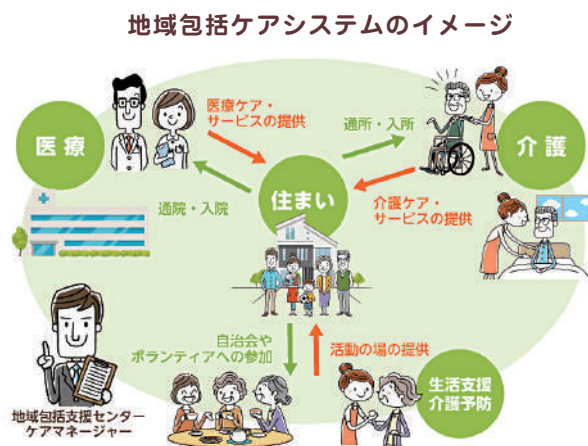 地域包括ケアシステムのイメージ
医療
医療ケア・
サービスの提供
通所・入所
介護
通院・入院
住まい
介護ケア・
サービスの提供
自治会や
ボランティアへの参加
活動の場の提供
生活支援
介護予防
地域包括支援センター
ケアマネージャー